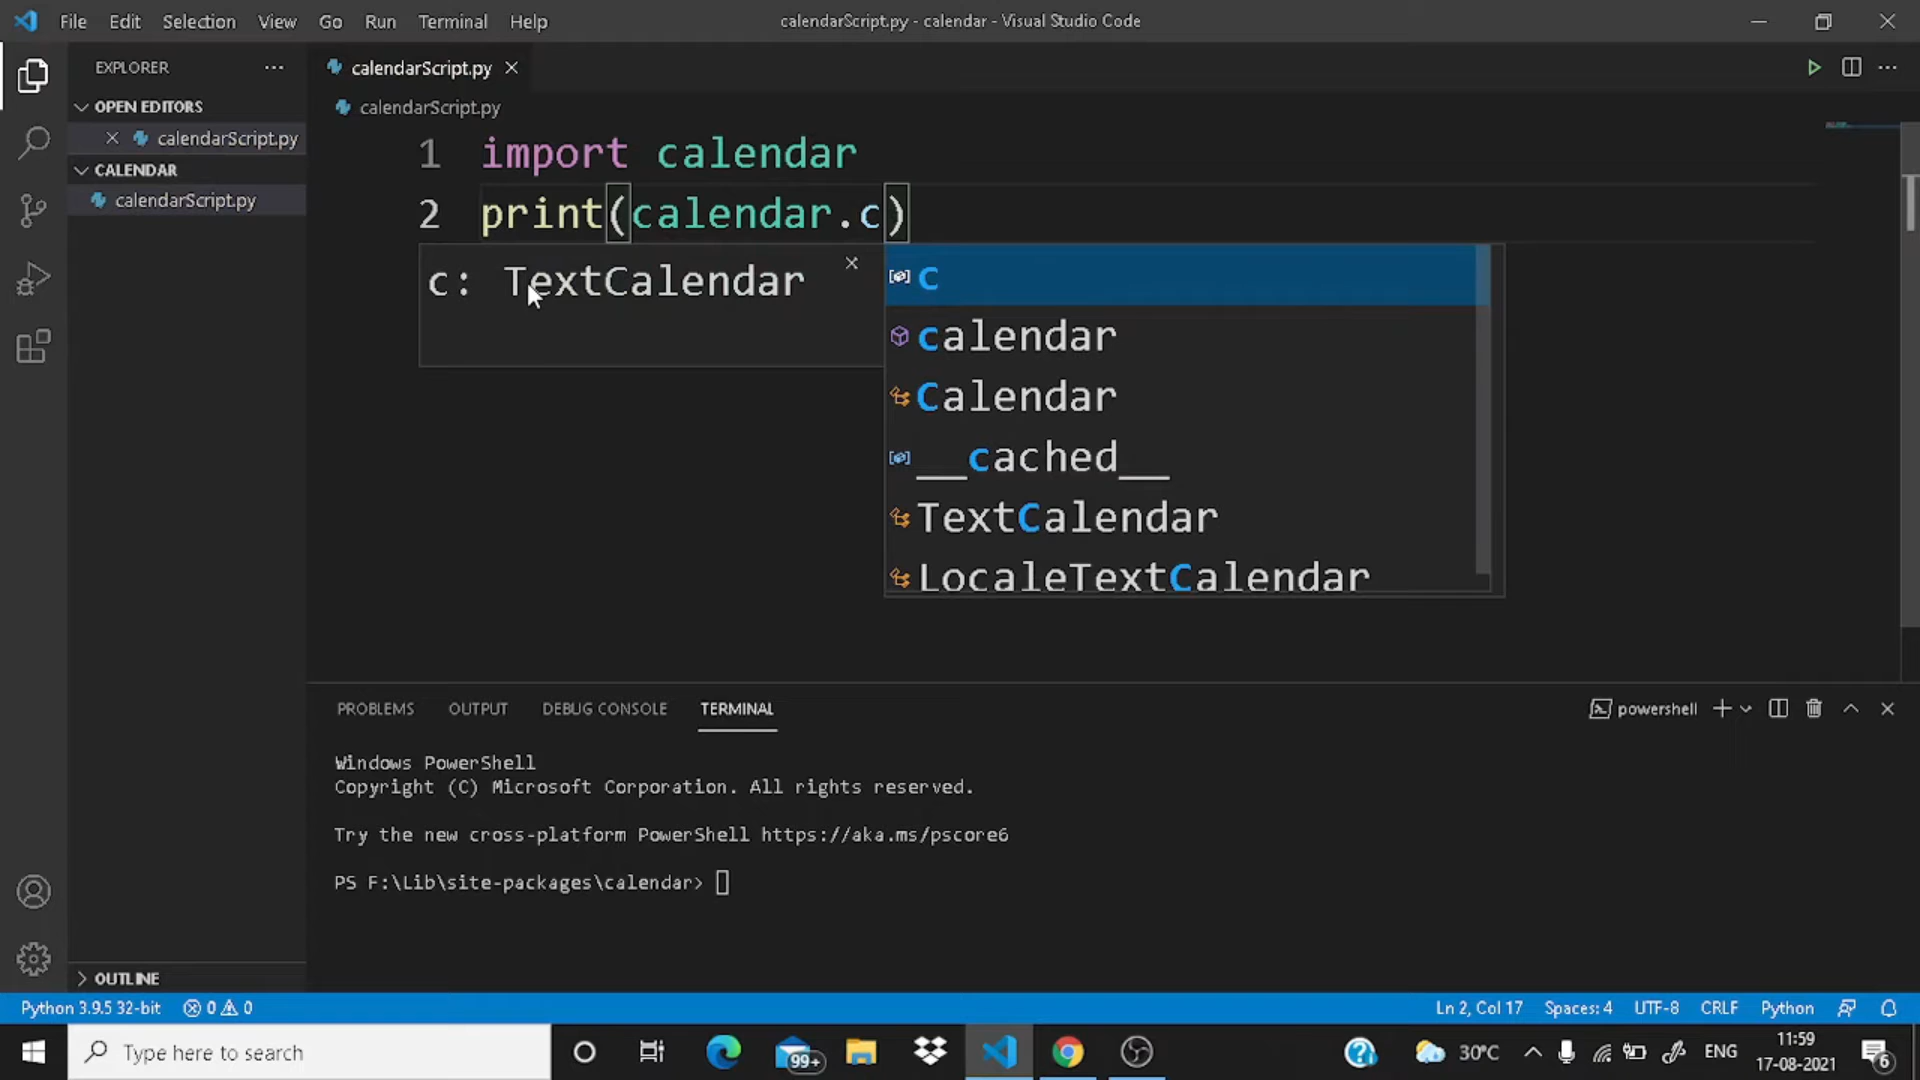 File Edit Selection View Go Run Terminal Help
calendarScript.py - calendar - Visual Studio Code
EXPLORER
calendarScript.py
OPEN EDITORS
calendarScript.py
calendarScript.py
CALENDAR
calendarScript.py
1 import calendar
2 print(calendar.c)
c: TextCalendar
c
calendar
Calendar
__cached__
TextCalendar
LocaleTextCalendar
PROBLEMS OUTPUT DEBUG CONSOLE TERMINAL
powershell
Windows PowerShell
Copyright (C) Microsoft Corporation. All rights reserved.
Try the new cross-platform PowerShell https://aka.ms/pscore6
PS F:\Lib\site-packages\calendar>
OUTLINE
Python 3.9.5 32-bit 0 0
Ln 2, Col 17 Spaces: 4 UTF-8 CRLF Python
Type here to search
99+
30°C
ENG
11:59
17-08-2021
6